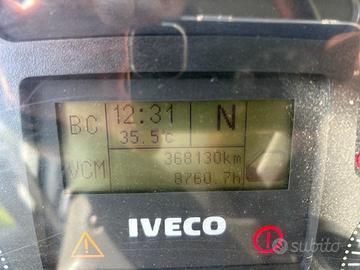 BC 12:31 N
35.5°c
368130km
VCM 8760.7h
IVECO
subito